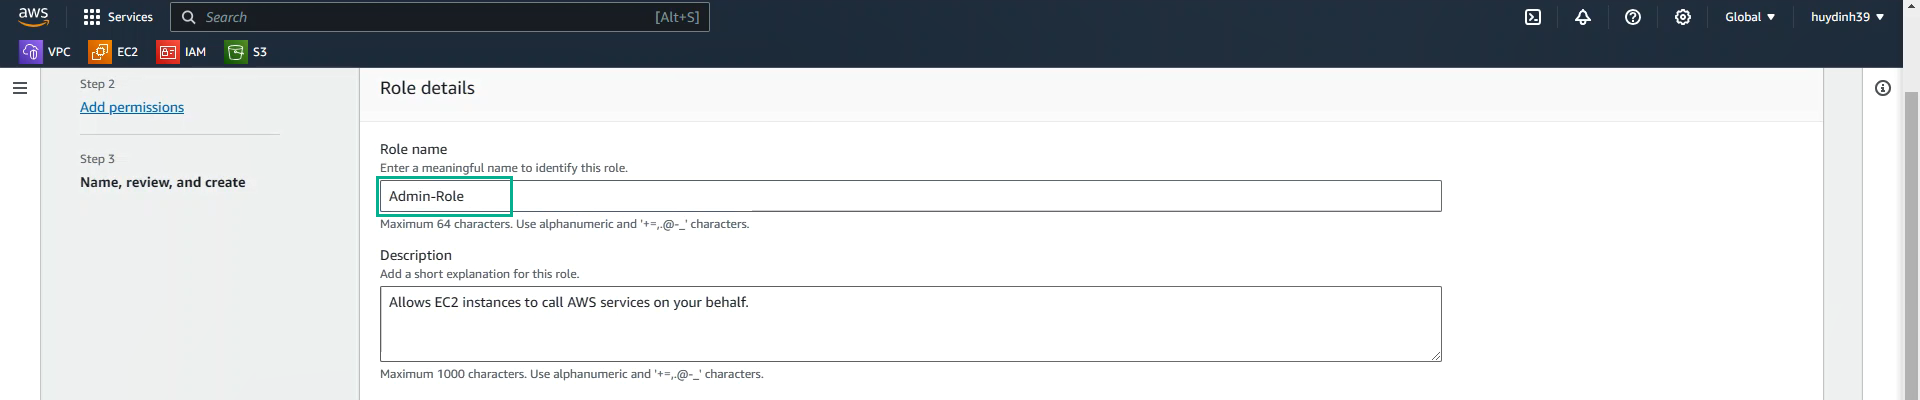 aws
Services
Search
[Alt+S]
Global
huydinh39
VPC
EC2
IAM
S3
Step 2
Add permissions
Step 3
Name, review, and create
Role details
Role name
Enter a meaningful name to identify this role.
Admin-Role
Maximum 64 characters. Use alphanumeric and '+=,.@-_' characters.
Description
Add a short explanation for this role.
Allows EC2 instances to call AWS services on your behalf.
Maximum 1000 characters. Use alphanumeric and '+=,.@-_' characters.